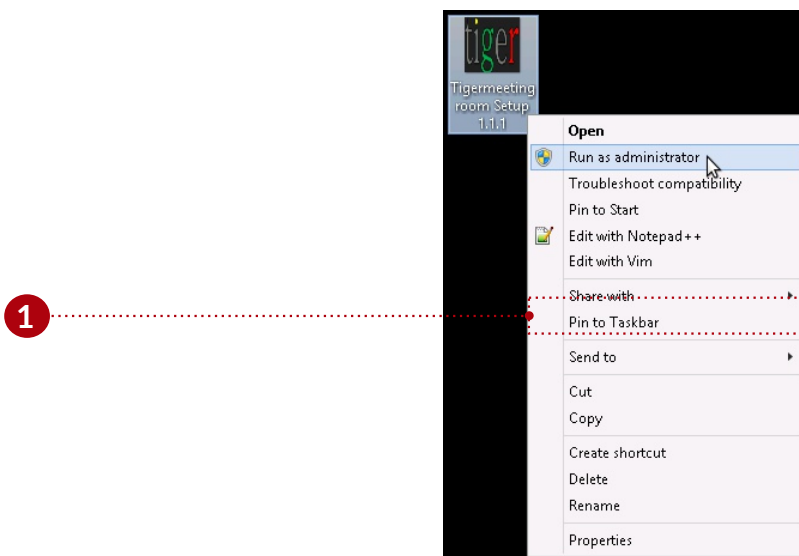 tiger
Tigermeeting
room Setup
1.1.1
Open
Run as administrator
Troubleshoot compatibility
Pin to Start
Edit with Notepad++
Edit with Vim
Share with
1
Pin to Taskbar
Send to
Cut
Copy
Create shortcut
Delete
Rename
Properties